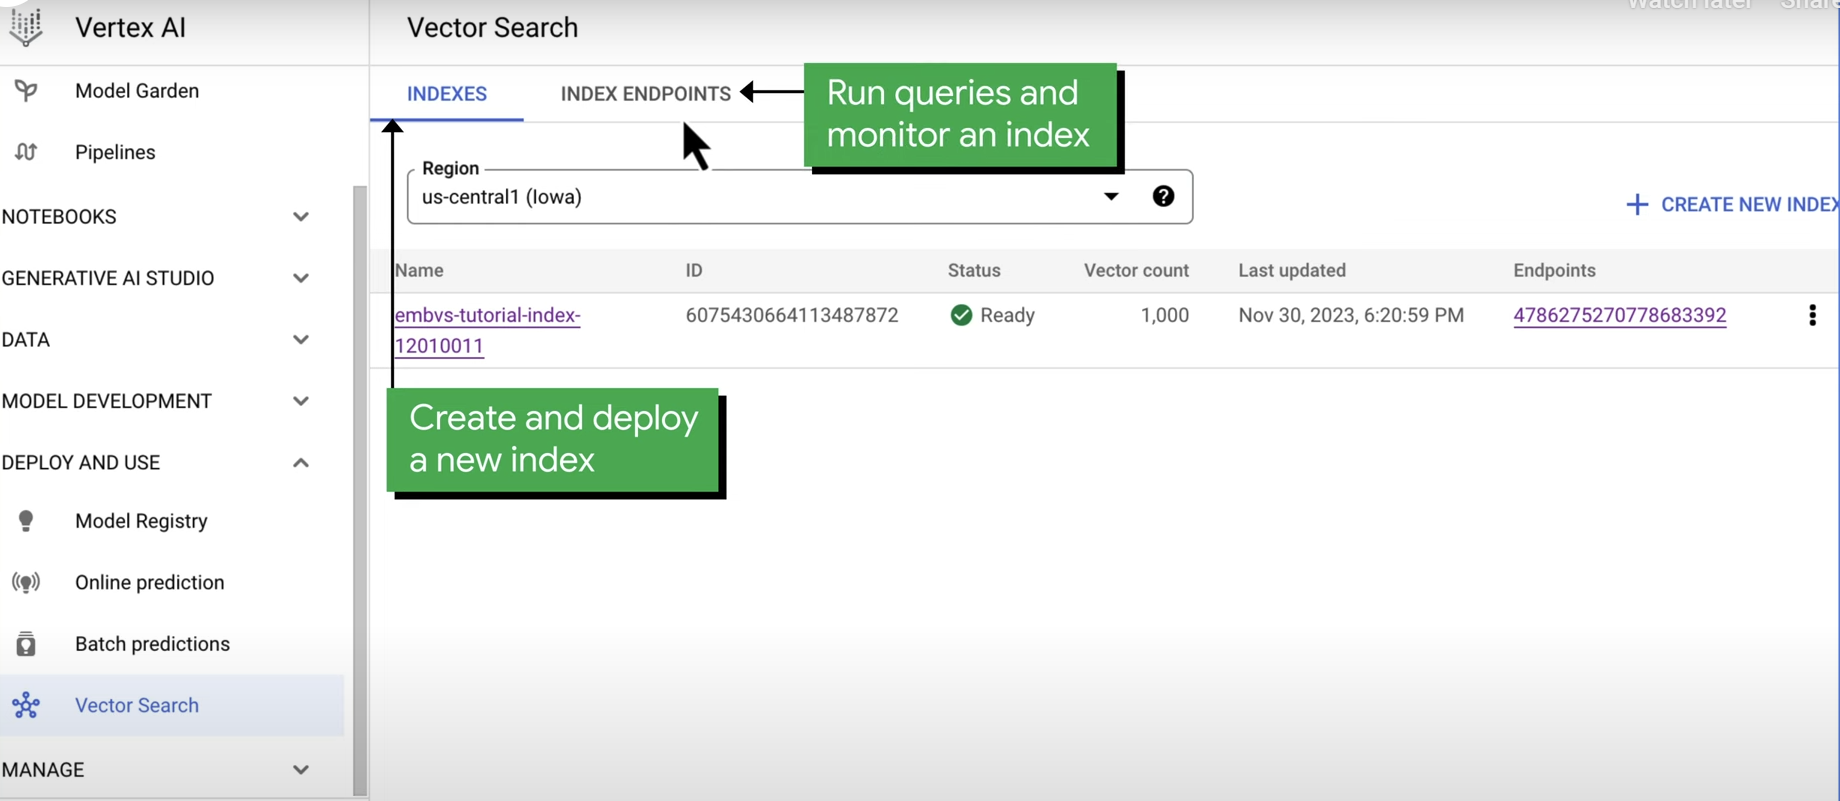 Watch later Share
Vertex AI
Vector Search
Model Garden
Pipelines
NOTEBOOKS
GENERATIVE AI STUDIO
DATA
MODEL DEVELOPMENT
DEPLOY AND USE
Model Registry
Online prediction
Batch predictions
Vector Search
MANAGE
INDEXES INDEX ENDPOINTS
Run queries and
monitor an index
Region
us-central1 (Iowa)
?
+ CREATE NEW INDEX
Name ID Status Vector count Last updated Endpoints
embvs-tutorial-index- 6075430664113487872 Ready 1,000 Nov 30, 2023, 6:20:59 PM 4786275270778683392
12010011
Create and deploy
a new index